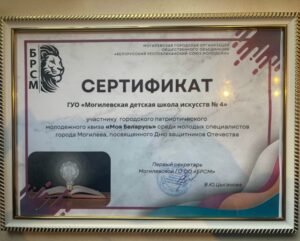 МОГИЛЕВСКАЯ ГОРОДСКАЯ ОРГАНИЗАЦИЯ
ОБЩЕСТВЕННОГО ОБЪЕДИНЕНИЯ
«БЕЛОРУССКИЙ РЕСПУБЛИКАНСКИЙ СОЮЗ МОЛОДЕЖИ»
БРСМ
СЕРТИФИКАТ
ГУО «Могилевская детская школа искусств № 4»
участнику городского патриотического
молодежного квиза «Моя Беларусь» среди молодых специалистов
города Могилева, посвященного Дню защитников Отечества
Первый секретарь
Могилевской ГО ОО «БРСМ»
В.Ю.Цыганкова